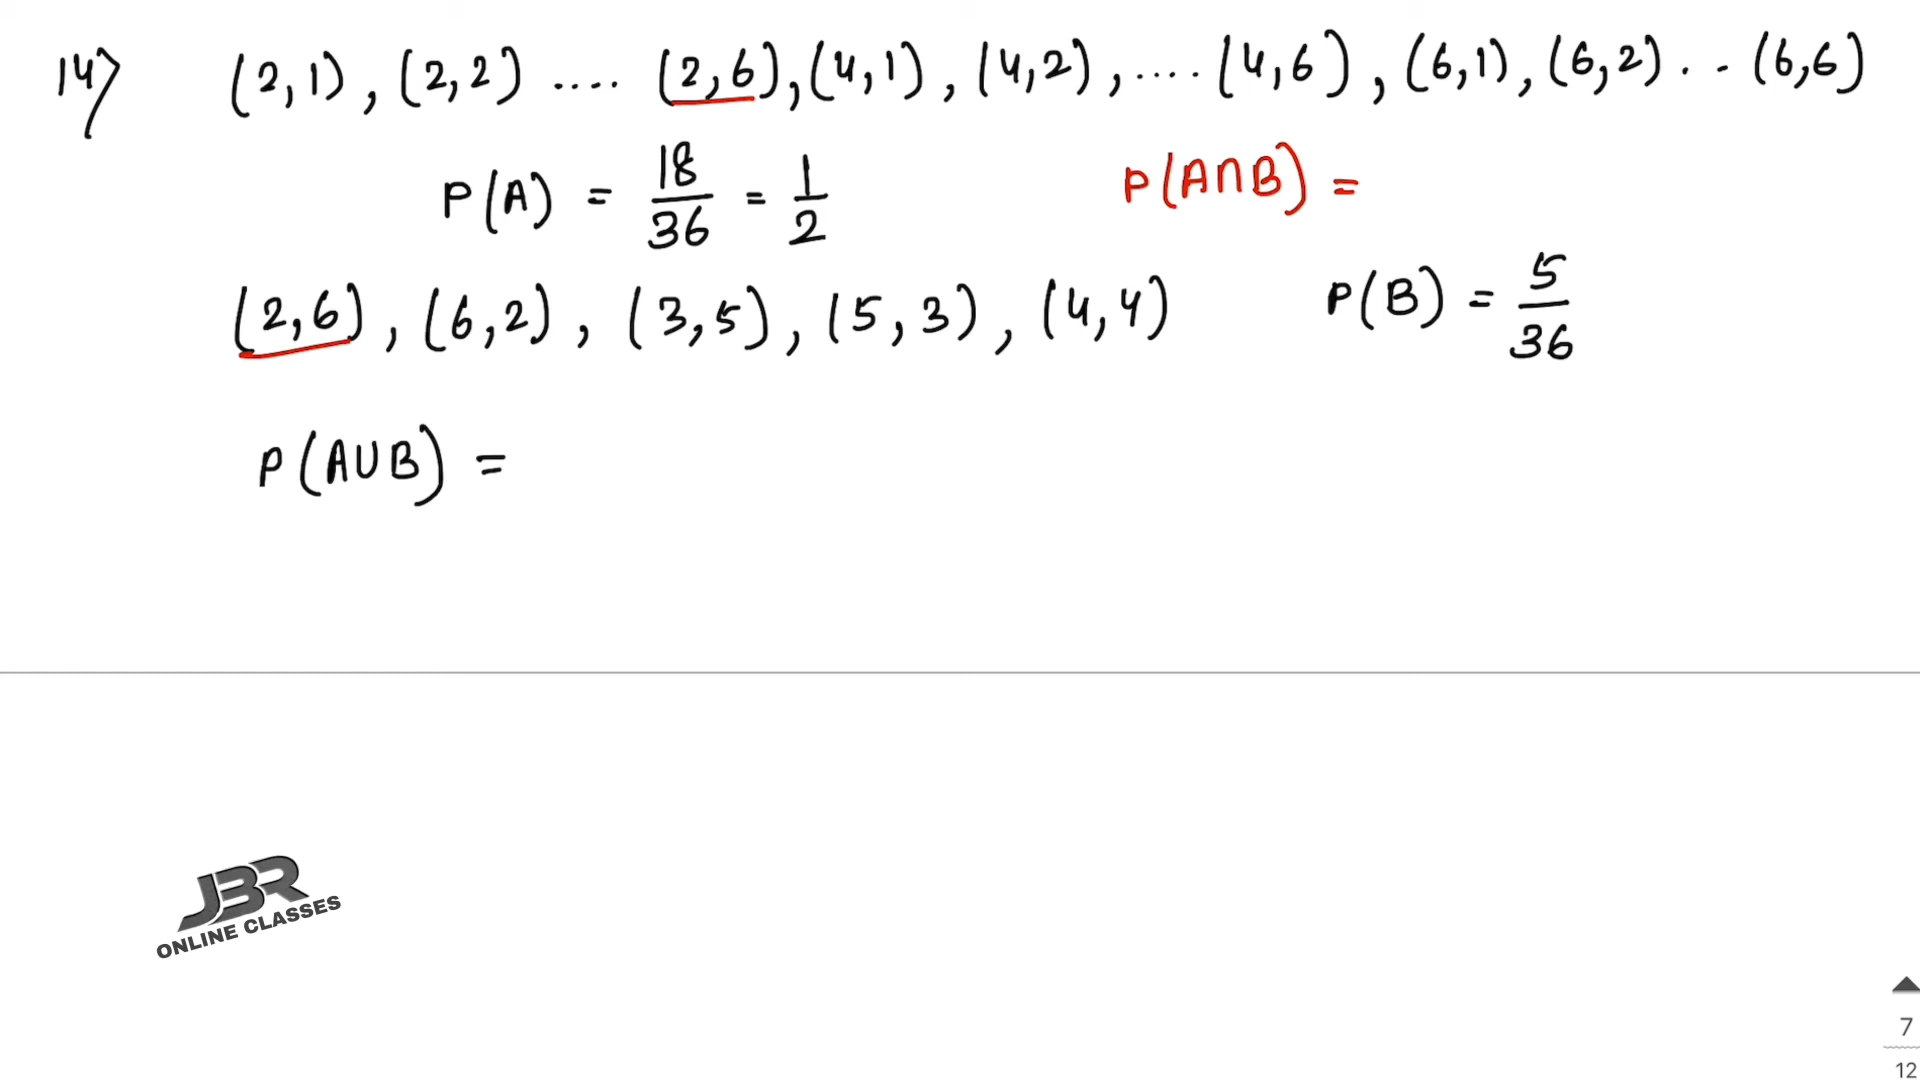 14) (2,1), (2,2) .... (2,6), (4,1), (4,2), .... (4,6), (6,1), (6,2) . . (6,6)
P(A) = 18/36 = 1/2 P(A∩B) =
(2,6), (6,2), (3,5), (5,3), (4,4) P(B) = 5/36
P(A∪B) =
JBR
ONLINE CLASSES
7
12